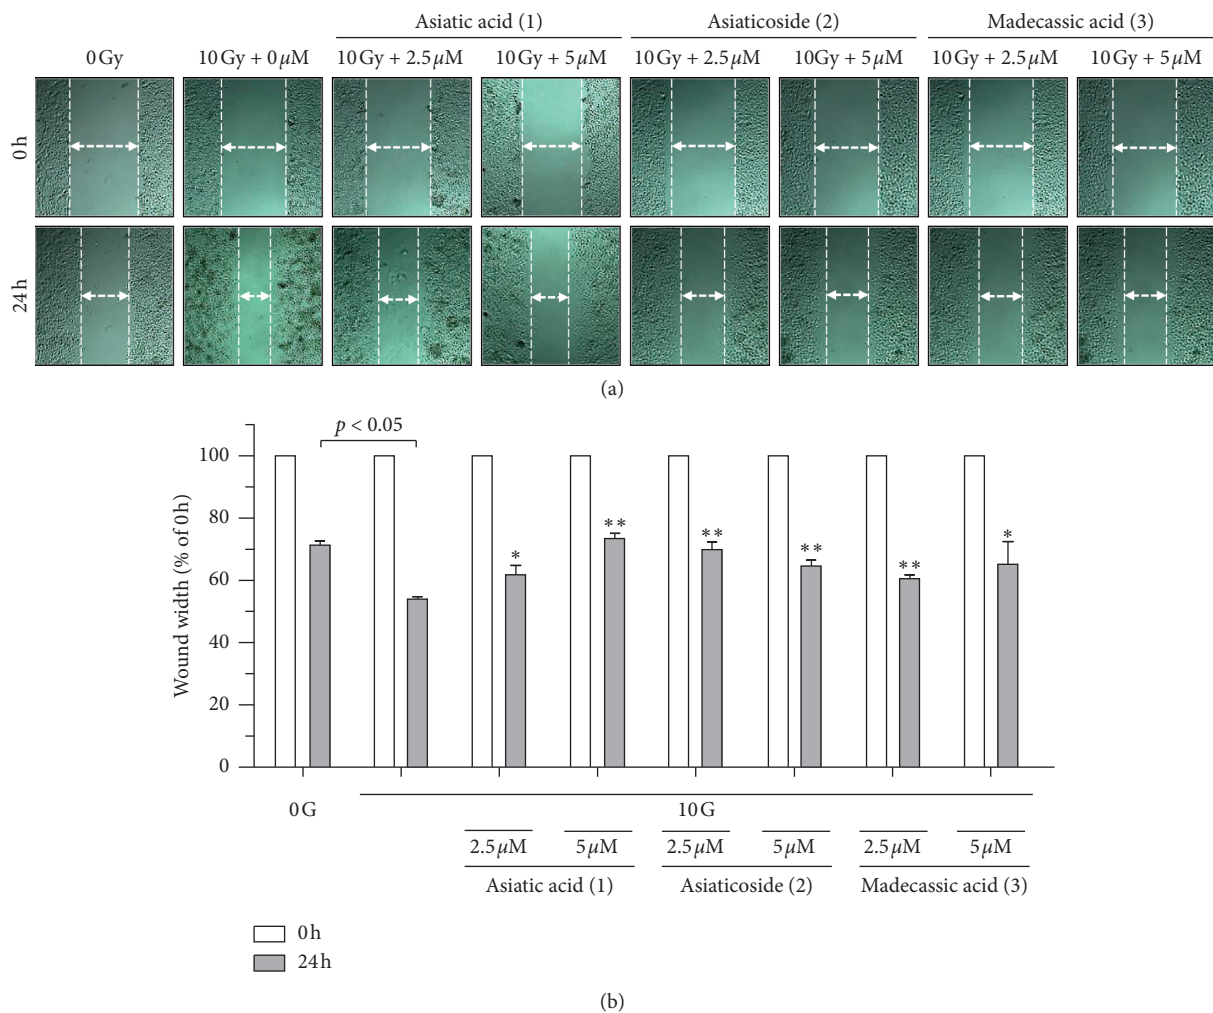 Asiatic acid (1) Asiaticoside (2) Madecassic acid (3)
0 Gy 10 Gy + 0 μM 10 Gy + 2.5 μM 10 Gy + 5 μM 10 Gy + 2.5 μM 10 Gy + 5 μM 10 Gy + 2.5 μM 10 Gy + 5 μM
0 h
24 h
(a)
p < 0.05
Wound width (% of 0 h)
100
80
60
40
20
0
* ** ** ** ** *
0 G 10 G
2.5 μM 5 μM 2.5 μM 5 μM 2.5 μM 5 μM
Asiatic acid (1) Asiaticoside (2) Madecassic acid (3)
0 h
24 h
(b)